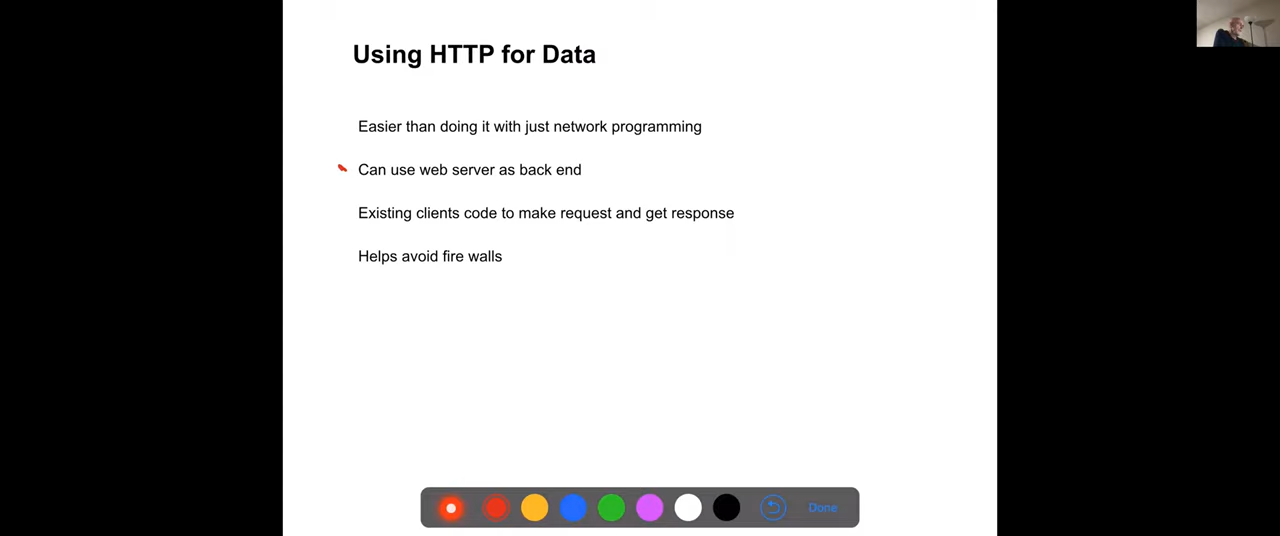 Using HTTP for Data
Easier than doing it with just network programming
Can use web server as back end
Existing clients code to make request and get response
Helps avoid fire walls
Done